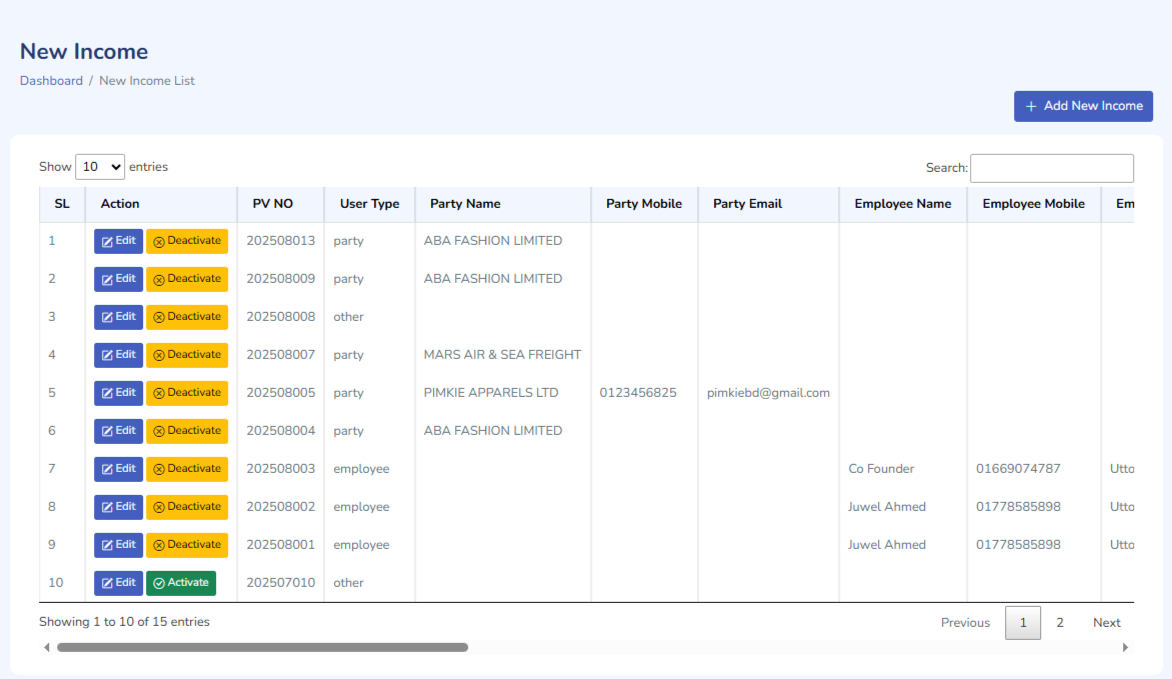 New Income
Dashboard / New Income List
+ Add New Income
Show 10 entries Search:
SL Action PV NO User Type Party Name Party Mobile Party Email Employee Name Employee Mobile Em
1 Edit Deactivate 202508013 party ABA FASHION LIMITED
2 Edit Deactivate 202508009 party ABA FASHION LIMITED
3 Edit Deactivate 202508008 other
4 Edit Deactivate 202508007 party MARS AIR & SEA FREIGHT
5 Edit Deactivate 202508005 party PIMKIE APPARELS LTD 0123456825 pimkiebd@gmail.com
6 Edit Deactivate 202508004 party ABA FASHION LIMITED
7 Edit Deactivate 202508003 employee Co Founder 01669074787 Utto
8 Edit Deactivate 202508002 employee Juwel Ahmed 01778585898 Utto
9 Edit Deactivate 202508001 employee Juwel Ahmed 01778585898 Utto
10 Edit Activate 202507010 other
Showing 1 to 10 of 15 entries Previous 1 2 Next